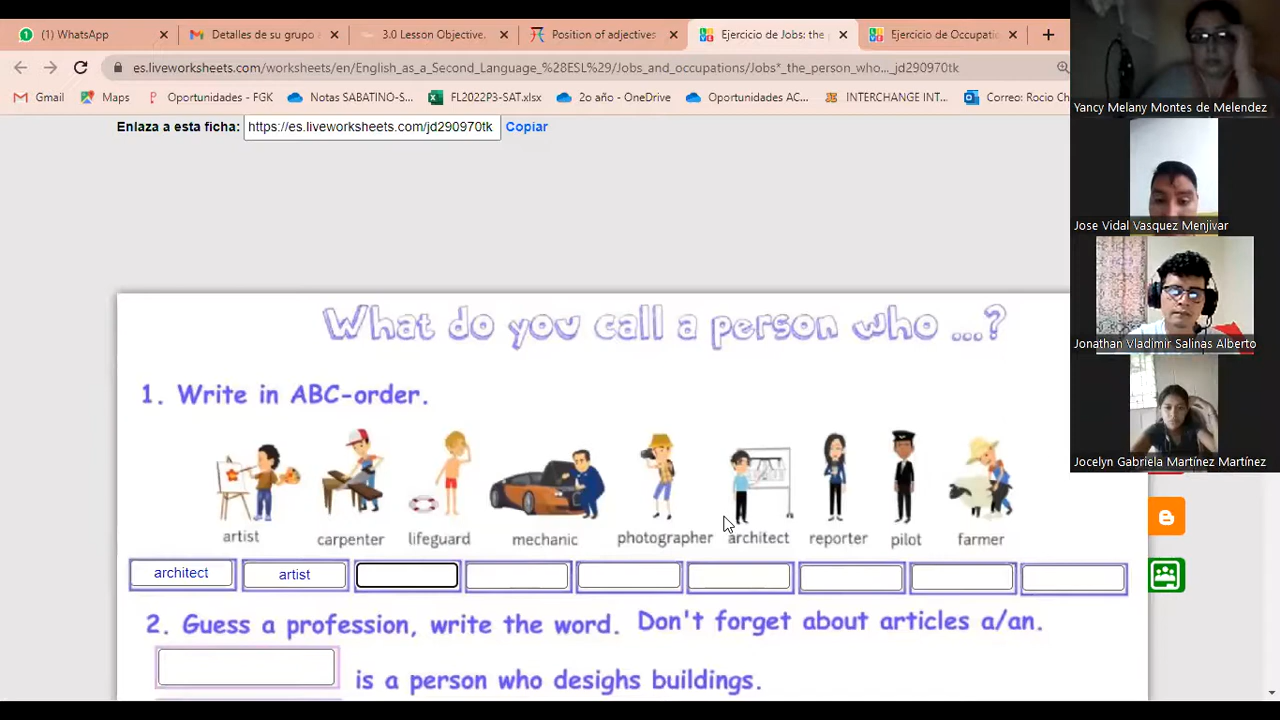 (1) WhatsApp
Detalles de su grupo
3.0 Lesson Objective.
Position of adjectives
Ejercicio de Jobs: the
Ejercicio de Occupati
es.liveworksheets.com/worksheets/en/English_as_a_Second_Language_%28ESL%29/Jobs_and_occupations/Jobs*_the_person_who..._jd290970tk
Gmail
Maps
Oportunidades - FGK
Notas SABATINO-S...
FL2022P3-SAT.xlsx
2o año - OneDrive
Oportunidades AC...
INTERCHANGE INT...
Correo: Rocio Ch
Enlaza a esta ficha: https://es.liveworksheets.com/jd290970tk Copiar
What do you call a person who ...?
1. Write in ABC-order.
artist carpenter lifeguard mechanic photographer architect reporter pilot farmer
architect artist
2. Guess a profession, write the word. Don't forget about articles a/an.
is a person who desighs buildings.
Yancy Melany Montes de Melendez
Jose Vidal Vasquez Menjivar
Jonathan Vladimir Salinas Alberto
Jocelyn Gabriela Martínez Martínez